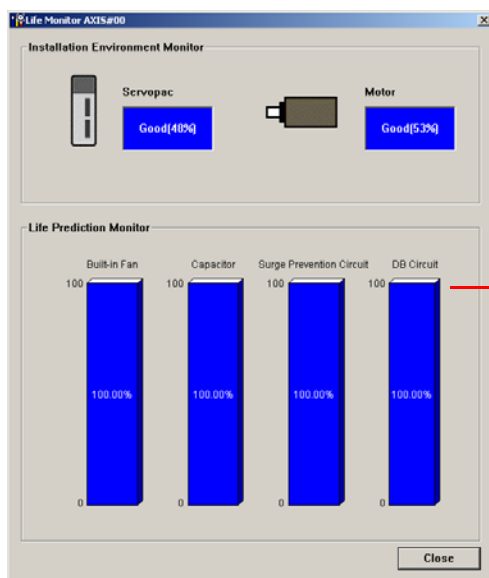 Life Monitor AXIS#00
Installation Environment Monitor
Servopac
Good(48%)
Motor
Good(53%)
Life Prediction Monitor
Built-in Fan
Capacitor
Surge Prevention Circuit
DB Circuit
100
100
100
100
100.00%
100.00%
100.00%
100.00%
0
0
0
0
Close